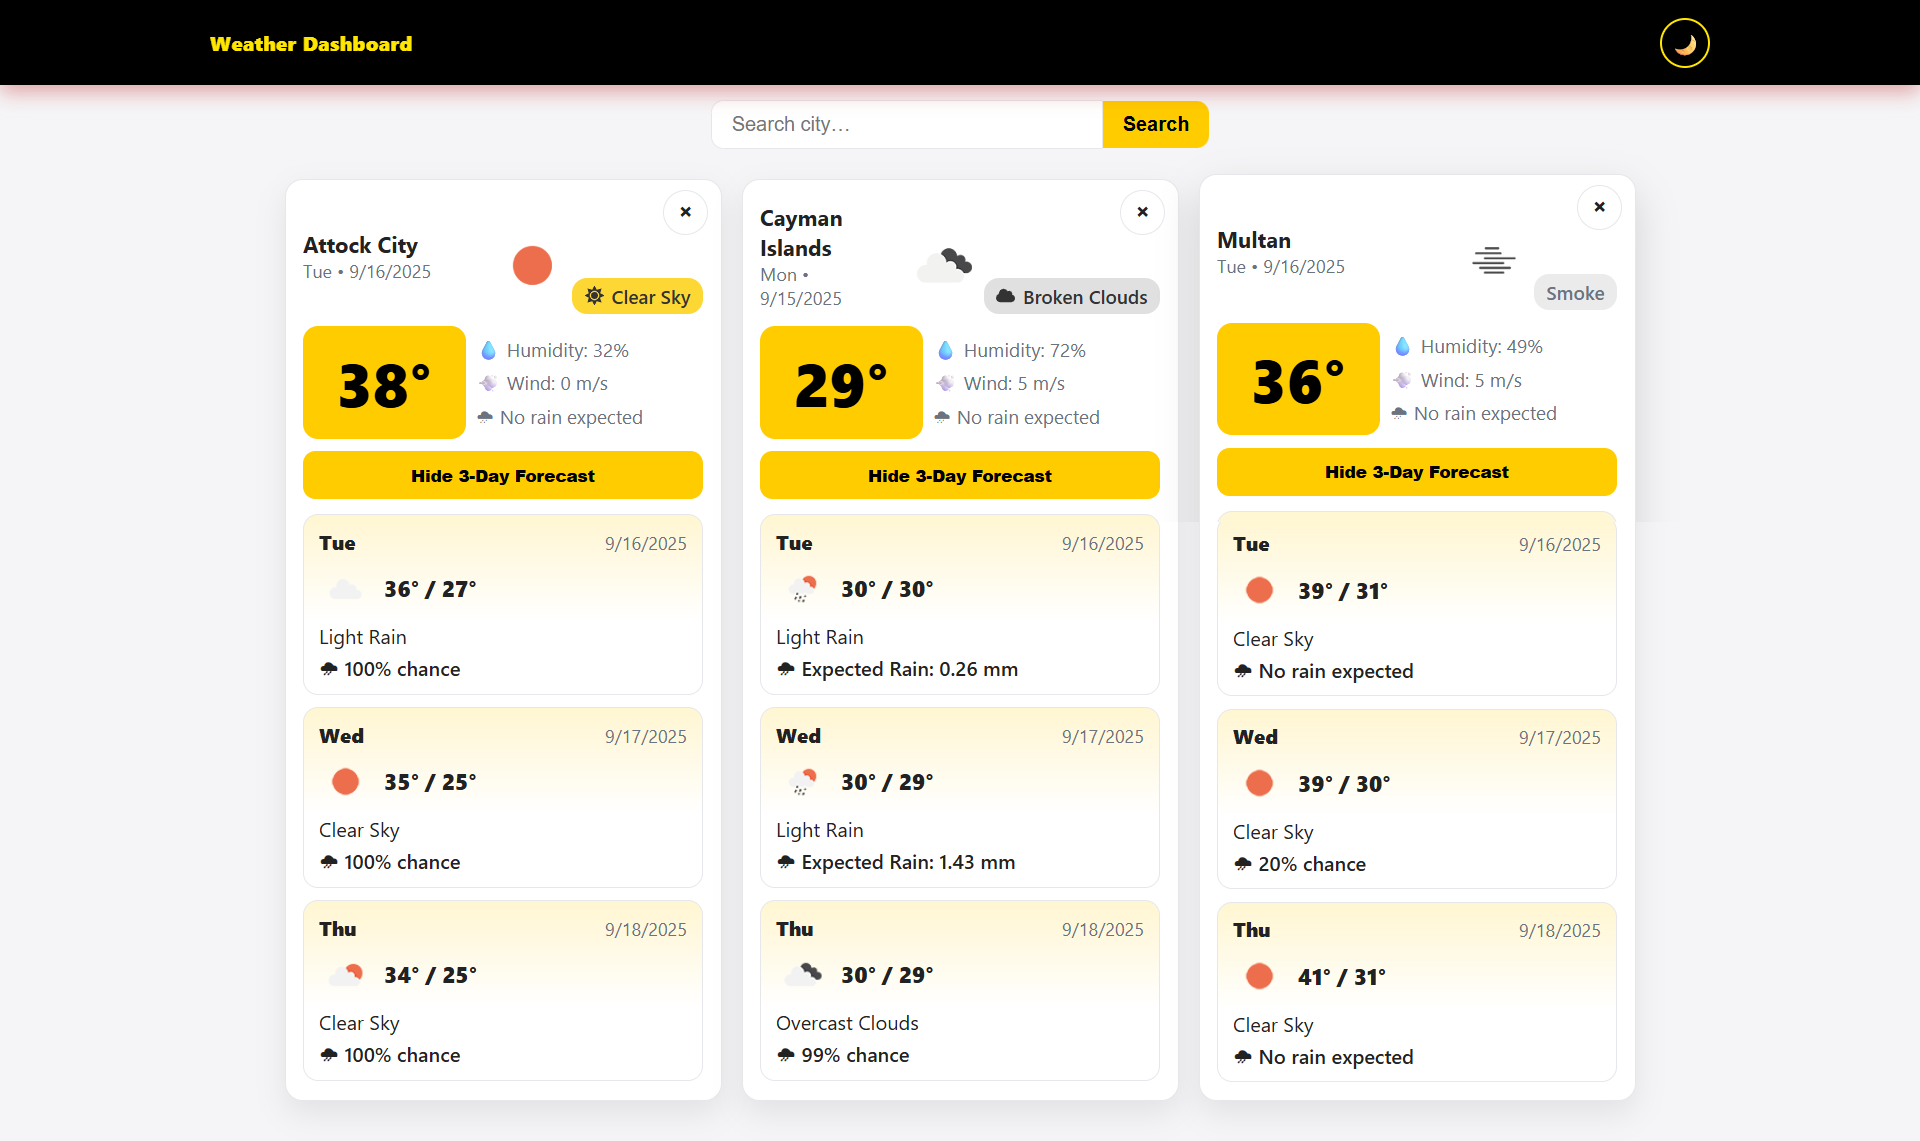 Weather Dashboard
Search city…
Search
×
Attock City
Tue • 9/16/2025
Clear Sky
38°
Humidity: 32%
Wind: 0 m/s
No rain expected
Hide 3-Day Forecast
Tue 9/16/2025
36° / 27°
Light Rain
100% chance
Wed 9/17/2025
35° / 25°
Clear Sky
100% chance
Thu 9/18/2025
34° / 25°
Clear Sky
100% chance
×
Cayman
Islands
Mon •
9/15/2025
Broken Clouds
29°
Humidity: 72%
Wind: 5 m/s
No rain expected
Hide 3-Day Forecast
Tue 9/16/2025
30° / 30°
Light Rain
Expected Rain: 0.26 mm
Wed 9/17/2025
30° / 29°
Light Rain
Expected Rain: 1.43 mm
Thu 9/18/2025
30° / 29°
Overcast Clouds
99% chance
×
Multan
Tue • 9/16/2025
Smoke
36°
Humidity: 49%
Wind: 5 m/s
No rain expected
Hide 3-Day Forecast
Tue 9/16/2025
39° / 31°
Clear Sky
No rain expected
Wed 9/17/2025
39° / 30°
Clear Sky
20% chance
Thu 9/18/2025
41° / 31°
Clear Sky
No rain expected